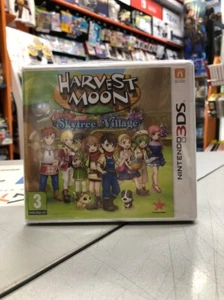 HARVEST
MOON
Skytree Village
NINTENDO 3DS
3